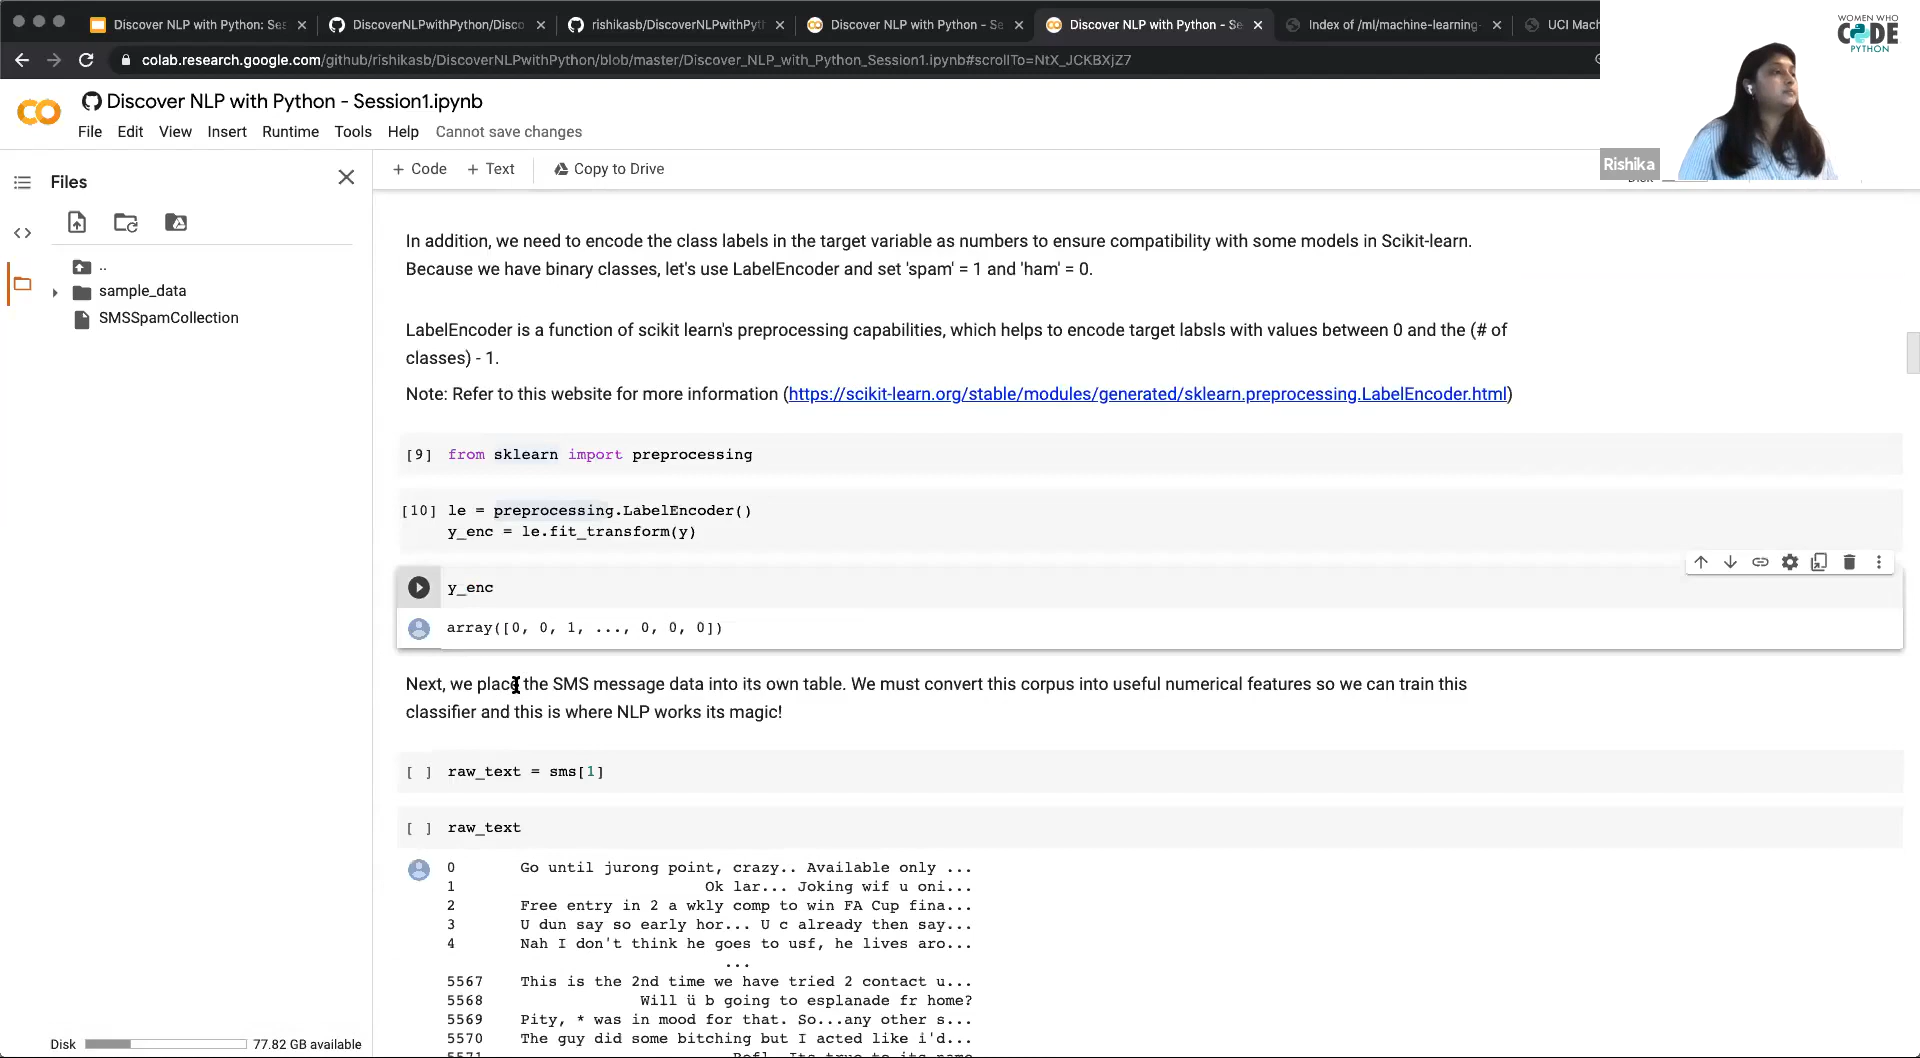 Discover NLP with Python: Ses
DiscoverNLPwithPython/Disco
rishikasb/DiscoverNLPwithPyth
Discover NLP with Python - Se
Discover NLP with Python - Se
Index of /ml/machine-learning-
UCI Mach
WOMEN WHO
CODE
PYTHON
colab.research.google.com/github/rishikasb/DiscoverNLPwithPython/blob/master/Discover_NLP_with_Python_Session1.ipynb#scrollTo=NtX_JCKBXjZ7
Discover NLP with Python - Session1.ipynb
File Edit View Insert Runtime Tools Help Cannot save changes
Rishika
Files
+ Code + Text Copy to Drive
..
sample_data
SMSSpamCollection
In addition, we need to encode the class labels in the target variable as numbers to ensure compatibility with some models in Scikit-learn.
Because we have binary classes, let's use LabelEncoder and set 'spam' = 1 and 'ham' = 0.
LabelEncoder is a function of scikit learn's preprocessing capabilities, which helps to encode target labsls with values between 0 and the (# of
classes) - 1.
Note: Refer to this website for more information (https://scikit-learn.org/stable/modules/generated/sklearn.preprocessing.LabelEncoder.html)
[9] from sklearn import preprocessing
[10] le = preprocessing.LabelEncoder()
y_enc = le.fit_transform(y)
y_enc
array([0, 0, 1, ..., 0, 0, 0])
Next, we place the SMS message data into its own table. We must convert this corpus into useful numerical features so we can train this
classifier and this is where NLP works its magic!
[ ] raw_text = sms[1]
[ ] raw_text
0 Go until jurong point, crazy.. Available only ...
1 Ok lar... Joking wif u oni...
2 Free entry in 2 a wkly comp to win FA Cup fina...
3 U dun say so early hor... U c already then say...
4 Nah I don't think he goes to usf, he lives aro...
...
5567 This is the 2nd time we have tried 2 contact u...
5568 Will ü b going to esplanade fr home?
5569 Pity, * was in mood for that. So...any other s...
5570 The guy did some bitching but I acted like i'd...
5571 Rofl. Its true to its name
Disk 77.82 GB available